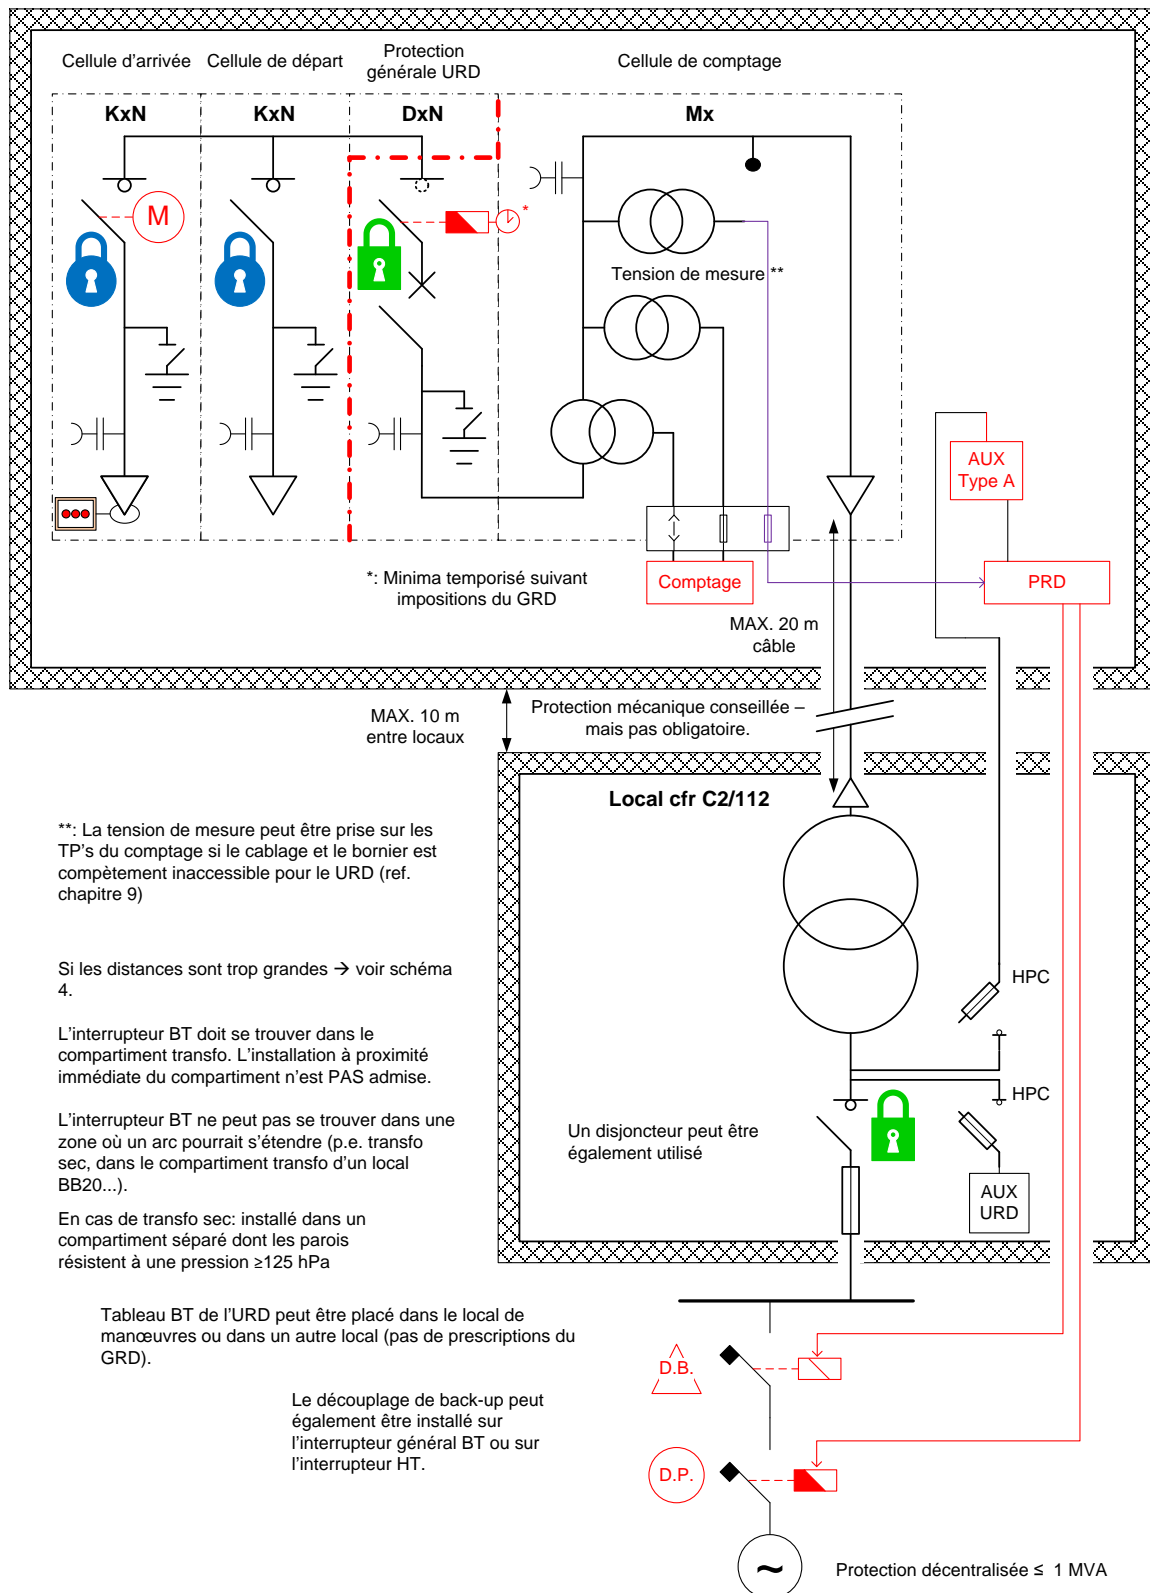 Cellule d'arrivée
Cellule de départ
Protection
générale URD
Cellule de comptage
KxN
KxN
DxN
Mx
M
*
Tension de mesure **
AUX
Type A
*: Minima temporisé suivant
impositions du GRD
Comptage
PRD
MAX. 20 m
câble
MAX. 10 m
entre locaux
Protection mécanique conseillée –
mais pas obligatoire.
Local cfr C2/112
**: La tension de mesure peut être prise sur les
TP's du comptage si le cablage et le bornier est
compètement inaccessible pour le URD (ref.
chapitre 9)
Si les distances sont trop grandes → voir schéma
4.
HPC
L'interrupteur BT doit se trouver dans le
compartiment transfo. L'installation à proximité
immédiate du compartiment n'est PAS admise.
HPC
L'interrupteur BT ne peut pas se trouver dans une
zone où un arc pourrait s'étendre (p.e. transfo
sec, dans le compartiment transfo d'un local
BB20...).
Un disjoncteur peut être
également utilisé
AUX
URD
En cas de transfo sec: installé dans un
compartiment séparé dont les parois
résistent à une pression ≥125 hPa
Tableau BT de l'URD peut être placé dans le local de
manœuvres ou dans un autre local (pas de prescriptions du
GRD).
D.B.
Le découplage de back-up peut
également être installé sur
l'interrupteur général BT ou sur
l'interrupteur HT.
D.P.
~
Protection décentralisée ≤ 1 MVA